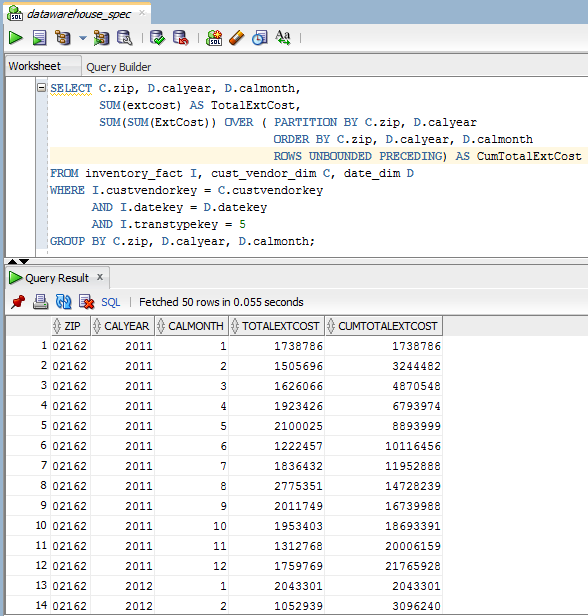 datawarehouse_spec
Worksheet Query Builder
SELECT C.zip, D.calyear, D.calmonth,
SUM(extcost) AS TotalExtCost,
SUM(SUM(ExtCost)) OVER ( PARTITION BY C.zip, D.calyear
ORDER BY C.zip, D.calyear, D.calmonth
ROWS UNBOUNDED PRECEDING) AS CumTotalExtCost
FROM inventory_fact I, cust_vendor_dim C, date_dim D
WHERE I.custvendorkey = C.custvendorkey
AND I.datekey = D.datekey
AND I.transtypekey = 5
GROUP BY C.zip, D.calyear, D.calmonth;
Query Result x
SQL | Fetched 50 rows in 0.055 seconds
ZIP CALYEAR CALMONTH TOTALEXTCOST CUMTOTALEXTCOST
1 02162 2011 1 1738786 1738786
2 02162 2011 2 1505696 3244482
3 02162 2011 3 1626066 4870548
4 02162 2011 4 1923426 6793974
5 02162 2011 5 2100025 8893999
6 02162 2011 6 1222457 10116456
7 02162 2011 7 1836432 11952888
8 02162 2011 8 2775351 14728239
9 02162 2011 9 2011749 16739988
10 02162 2011 10 1953403 18693391
11 02162 2011 11 1312768 20006159
12 02162 2011 12 1759769 21765928
13 02162 2012 1 2043301 2043301
14 02162 2012 2 1052939 3096240